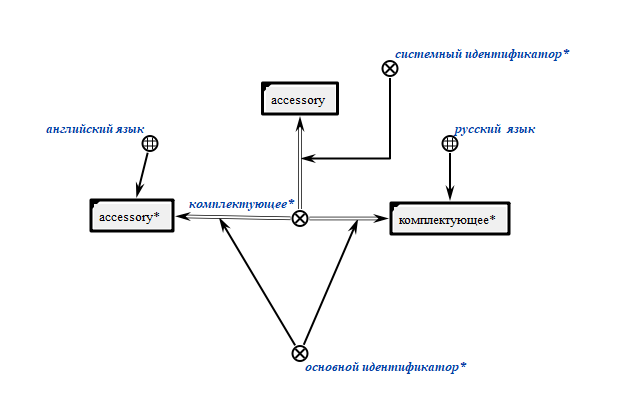 системный идентификатор*
accessory
английский язык
русский язык
комплектующее*
accessory*
комплектующее*
основной идентификатор*